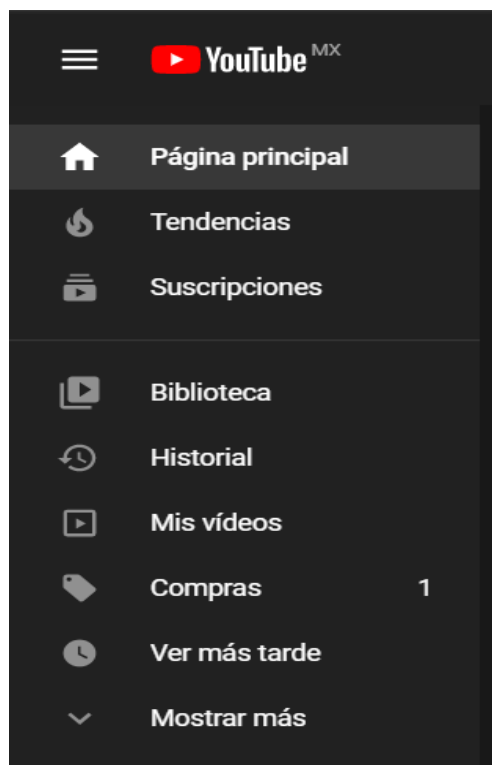 YouTube MX
Página principal
Tendencias
Suscripciones
Biblioteca
Historial
Mis vídeos
Compras 1
Ver más tarde
Mostrar más